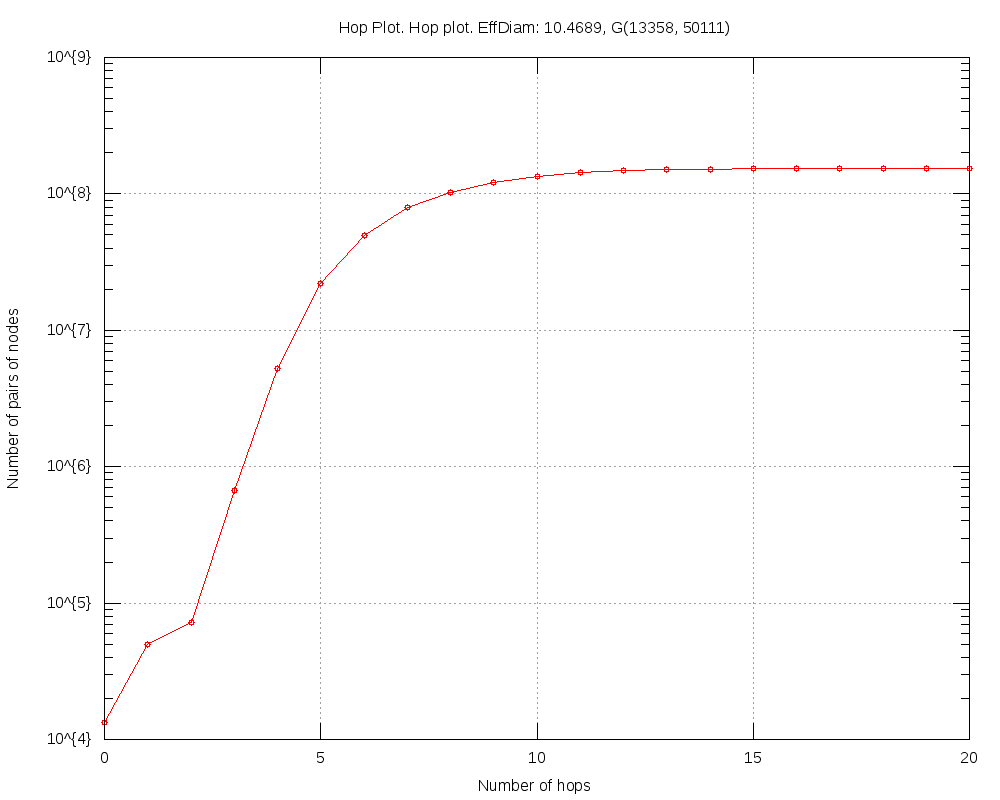 Hop Plot. Hop plot. EffDiam: 10.4689, G(13358, 50111)
10^{9}
10^{8}
10^{7}
10^{6}
10^{5}
10^{4}
Number of pairs of nodes
0 5 10 15 20
Number of hops